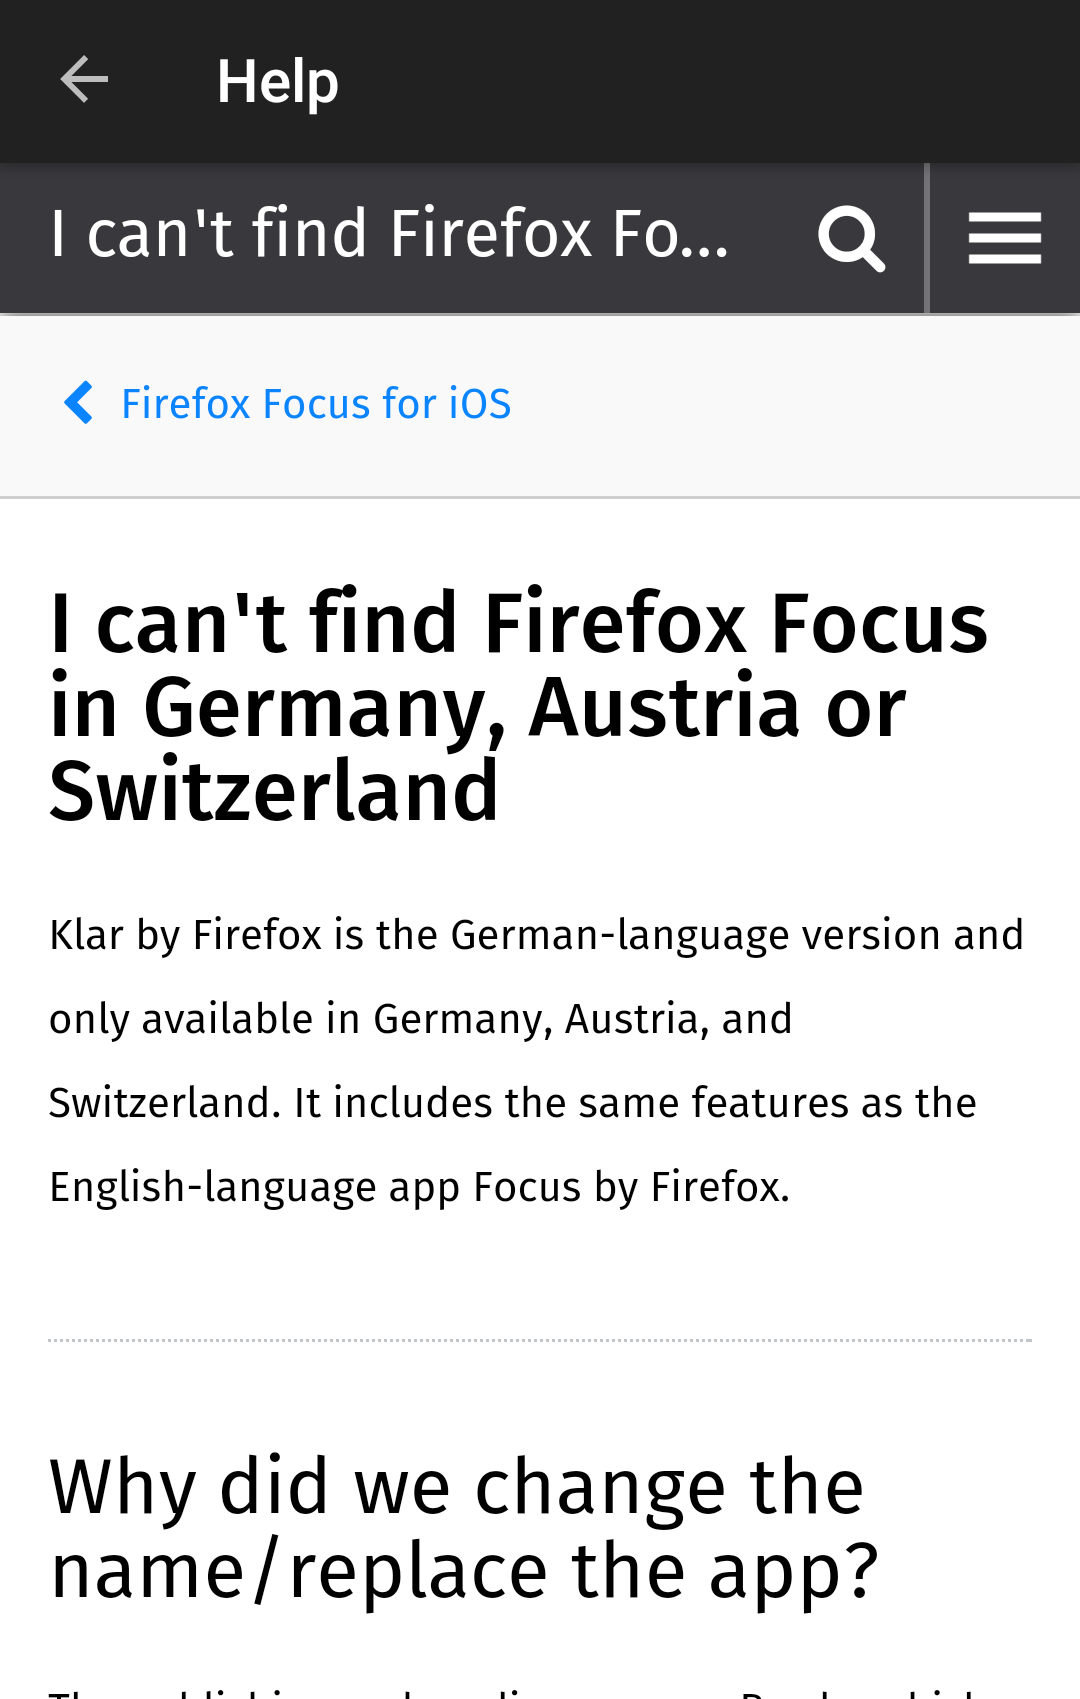 Help
I can't find Firefox Fo...
Firefox Focus for iOS
I can't find Firefox Focus
in Germany, Austria or
Switzerland
Klar by Firefox is the German-language version and
only available in Germany, Austria, and
Switzerland. It includes the same features as the
English-language app Focus by Firefox.
Why did we change the
name/replace the app?